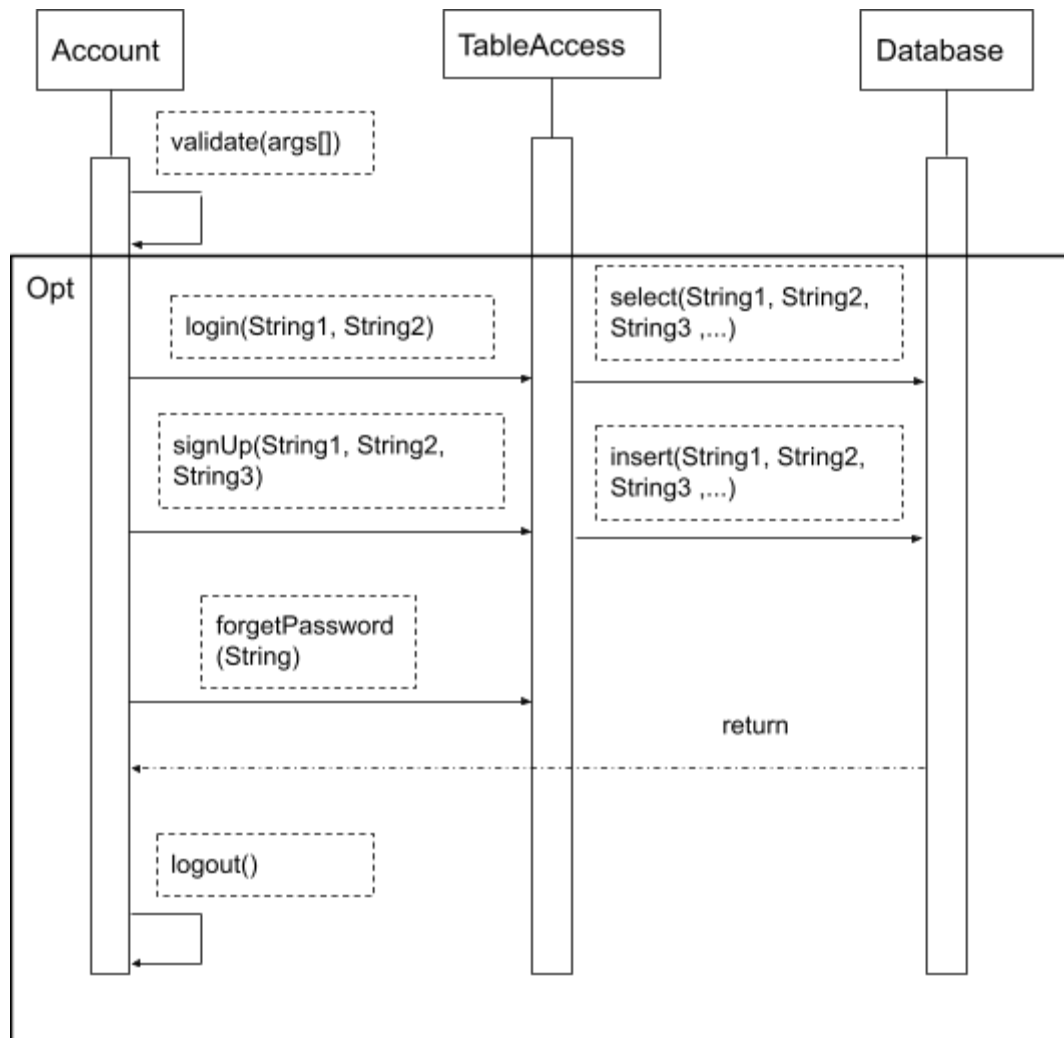 Account
TableAccess
Database
validate(args[])
Opt
login(String1, String2)
select(String1, String2,
String3 ,...)
signUp(String1, String2,
String3)
insert(String1, String2,
String3 ,...)
forgetPassword
(String)
return
logout()